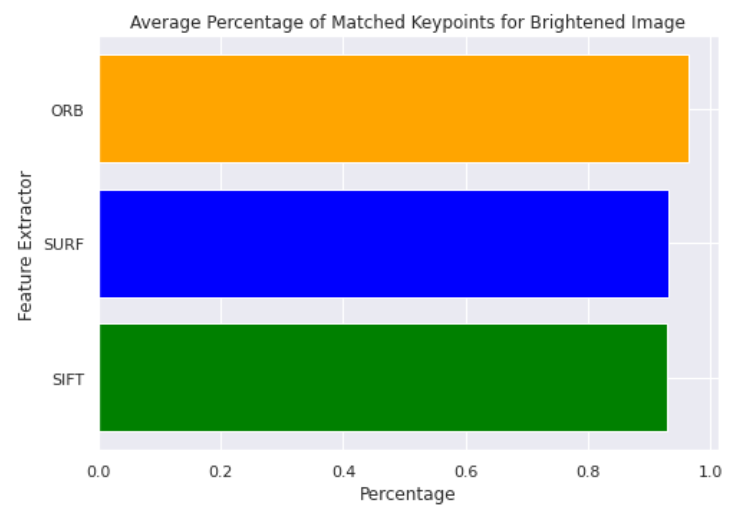 Average Percentage of Matched Keypoints for Brightened Image
ORB
SURF
SIFT
Feature Extractor
0.0 0.2 0.4 0.6 0.8 1.0
Percentage